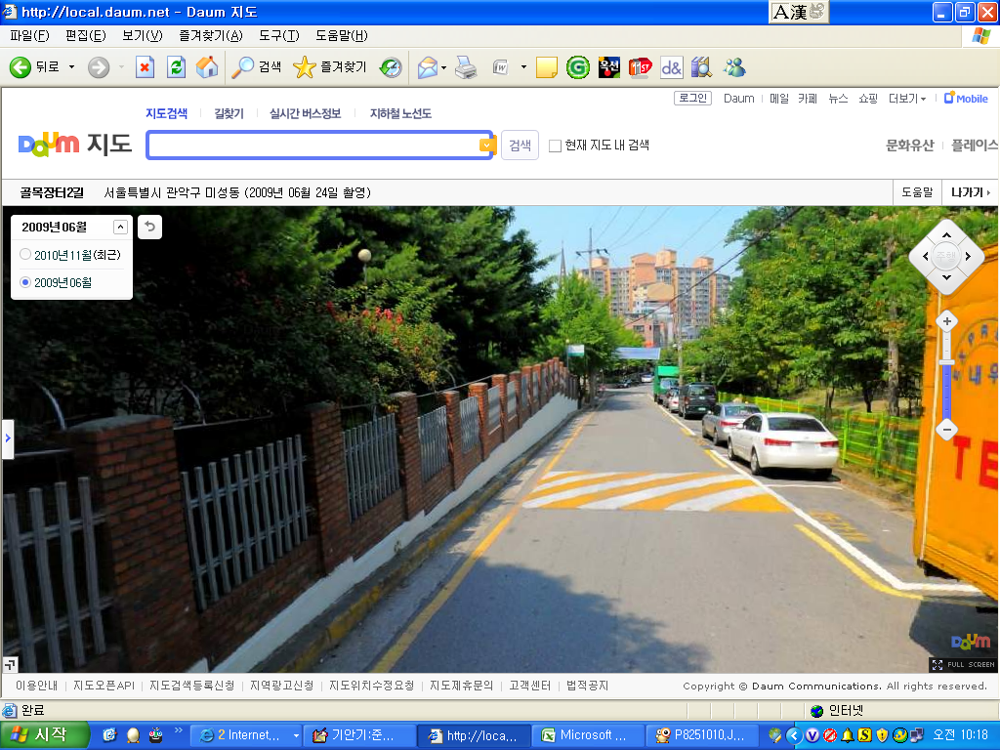 http://local.daum.net - Daum 지도
A漢
파일(F) 편집(E) 보기(V) 즐겨찾기(A) 도구(T) 도움말(H)
뒤로 검색 즐겨찾기
로그인 Daum 메일 카페 뉴스 쇼핑 더보기 Mobile
지도검색 길찾기 실시간 버스정보 지하철 노선도
Daum 지도 검색 현재 지도 내 검색 문화유산 플레이스
골목장터2길 서울특별시 관악구 미성동 (2009년 06월 24일 촬영) 도움말 나가기
2009년 06월
2010년 11월(최근)
2009년 06월
주행
TE
Daum
FULL SCREEN
이용안내 지도오픈API 지도검색등록신청 지역광고신청 지도위치수정요청 지도제휴문의 고객센터 법적공지 Copyright © Daum Communications. All rights reserved.
완료 인터넷
시작 2 Internet,... 기안기:준... http://loca... Microsoft ... P8251010.J... 오전 10:18